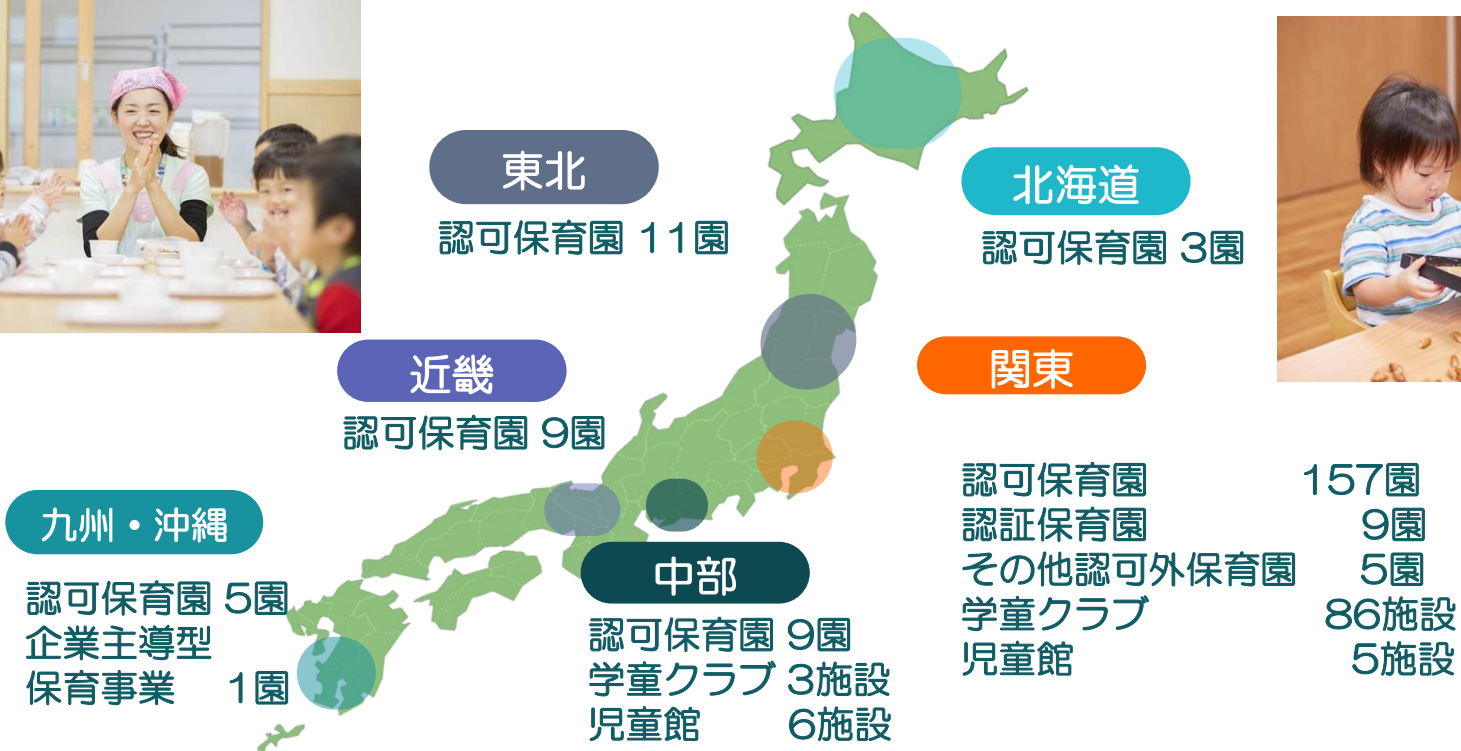 東北
認可保育園 11園
北海道
認可保育園 3園
近畿
認可保育園 9園
関東
認可保育園 157園
認証保育園 9園
その他認可外保育園 5園
学童クラブ 86施設
児童館 5施設
九州・沖縄
認可保育園 5園
企業主導型
保育事業 1園
中部
認可保育園 9園
学童クラブ 3施設
児童館 6施設